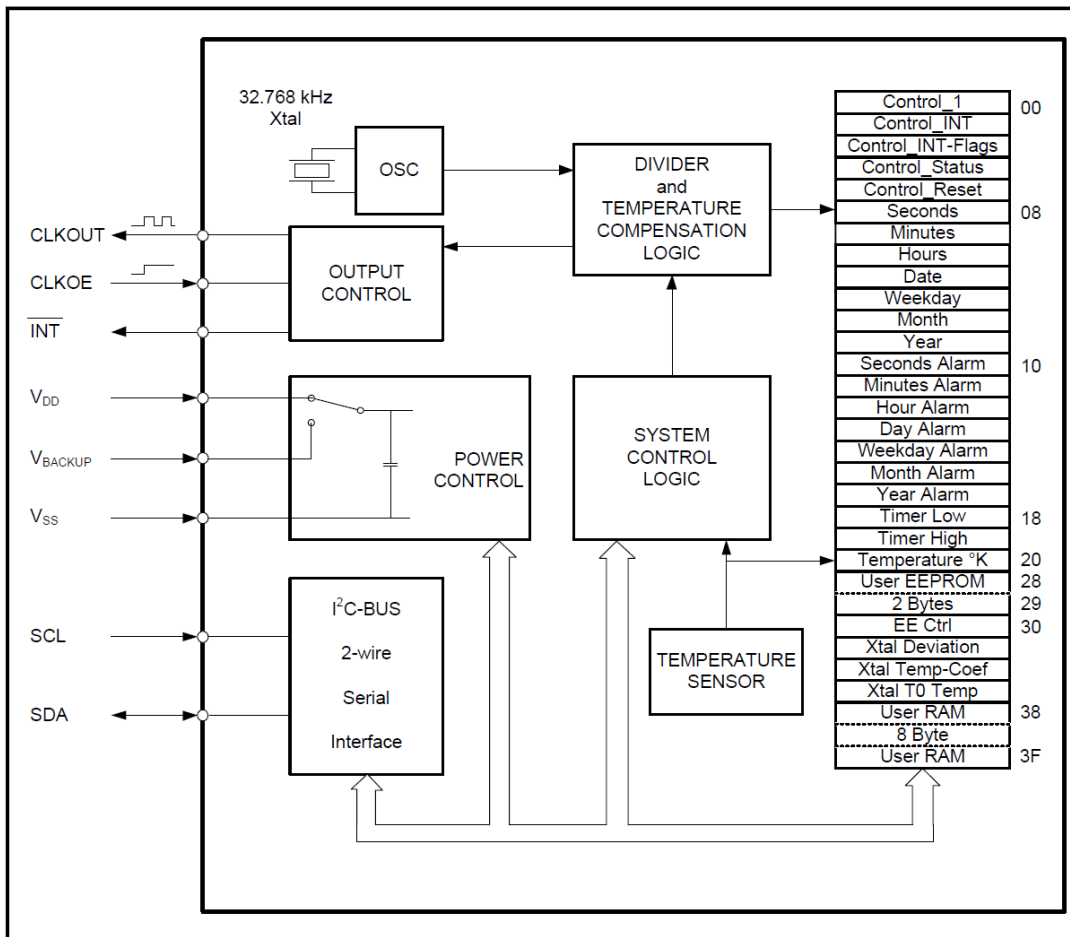 32.768 kHz
Xtal
OSC
DIVIDER
and
TEMPERATURE
COMPENSATION
LOGIC
CLKOUT
CLKOE
INT
OUTPUT
CONTROL
VDD
VBACKUP
VSS
POWER
CONTROL
SYSTEM
CONTROL
LOGIC
SCL
SDA
I²C-BUS
2-wire
Serial
Interface
TEMPERATURE
SENSOR
Control_1 00
Control_INT
Control_INT-Flags
Control_Status
Control_Reset
Seconds 08
Minutes
Hours
Date
Weekday
Month
Year
Seconds Alarm 10
Minutes Alarm
Hour Alarm
Day Alarm
Weekday Alarm
Month Alarm
Year Alarm
Timer Low 18
Timer High
Temperature °K 20
User EEPROM 28
2 Bytes 29
EE Ctrl 30
Xtal Deviation
Xtal Temp-Coef
Xtal T0 Temp
User RAM 38
8 Byte
User RAM 3F